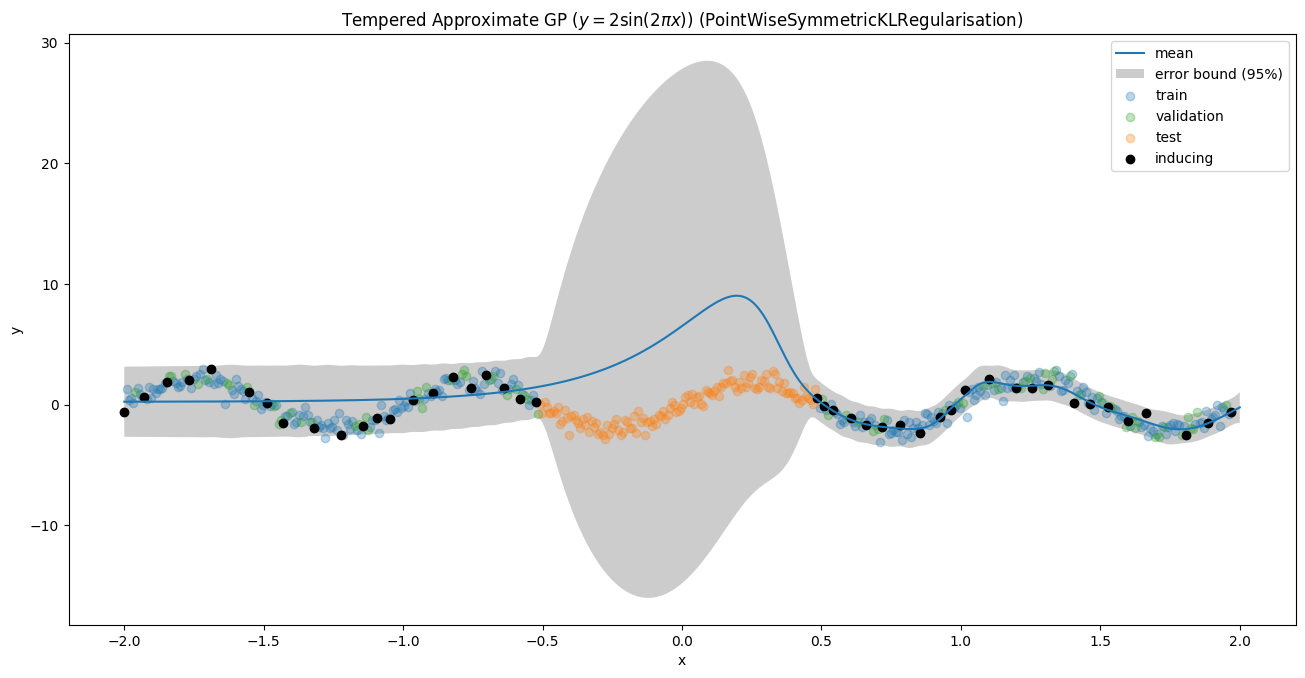 Tempered Approximate GP (y = 2sin(2πx)) (PointWiseSymmetricKLRegularisation)
mean
error bound (95%)
train
validation
test
inducing
30
20
10
0
−10
y
−2.0 −1.5 −1.0 −0.5 0.0 0.5 1.0 1.5 2.0
x